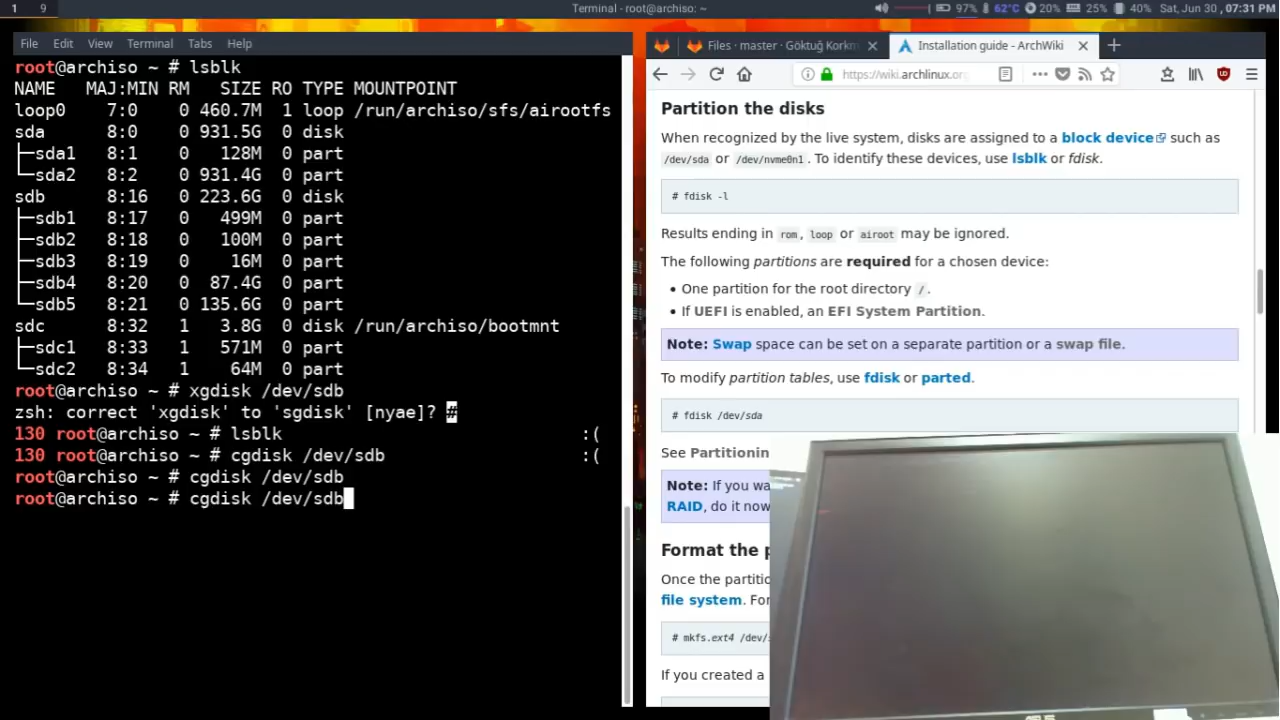 1 9 Terminal - root@archiso: ~ 97% 62°C 20% 25% 40% Sat, Jun 30 , 07:31 PM
File Edit View Terminal Tabs Help
root@archiso ~ # lsblk
NAME MAJ:MIN RM SIZE RO TYPE MOUNTPOINT
loop0 7:0 0 460.7M 1 loop /run/archiso/sfs/airootfs
sda 8:0 0 931.5G 0 disk
├─sda1 8:1 0 128M 0 part
└─sda2 8:2 0 931.4G 0 part
sdb 8:16 0 223.6G 0 disk
├─sdb1 8:17 0 499M 0 part
├─sdb2 8:18 0 100M 0 part
├─sdb3 8:19 0 16M 0 part
├─sdb4 8:20 0 87.4G 0 part
└─sdb5 8:21 0 135.6G 0 part
sdc 8:32 1 3.8G 0 disk /run/archiso/bootmnt
├─sdc1 8:33 1 571M 0 part
└─sdc2 8:34 1 64M 0 part
root@archiso ~ # xgdisk /dev/sdb
zsh: correct 'xgdisk' to 'sgdisk' [nyae]? #
130 root@archiso ~ # lsblk :(
130 root@archiso ~ # cgdisk /dev/sdb :(
root@archiso ~ # cgdisk /dev/sdb
root@archiso ~ # cgdisk /dev/sdb
Files · master · Göktuğ Korkm
Installation guide - ArchWiki
https://wiki.archlinux.org
Partition the disks
When recognized by the live system, disks are assigned to a block device such as
/dev/sda or /dev/nvme0n1. To identify these devices, use lsblk or fdisk.
# fdisk -l
Results ending in rom, loop or airoot may be ignored.
The following partitions are required for a chosen device:
• One partition for the root directory /.
• If UEFI is enabled, an EFI System Partition.
Note: Swap space can be set on a separate partition or a swap file.
To modify partition tables, use fdisk or parted.
# fdisk /dev/sda
See Partitionin
Note: If you wa
RAID, do it now
Format the p
Once the partitio
file system. For
# mkfs.ext4 /dev/
If you created a
ASUS